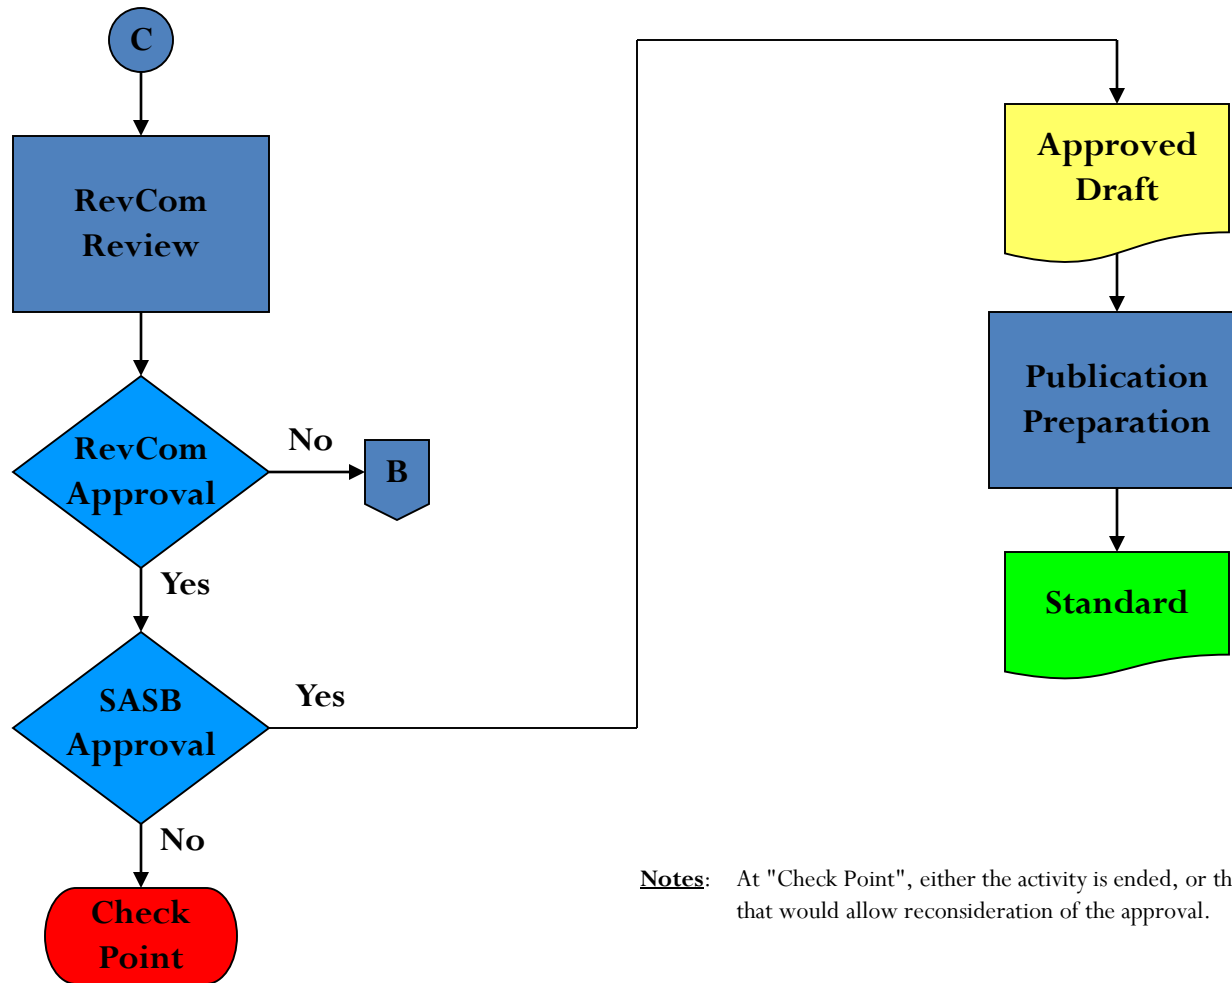 C
RevCom
Review
RevCom
Approval
No
B
Yes
SASB
Approval
Yes
No
Check
Point
Approved
Draft
Publication
Preparation
Standard
Notes: At "Check Point", either the activity is ended, or th
that would allow reconsideration of the approval.